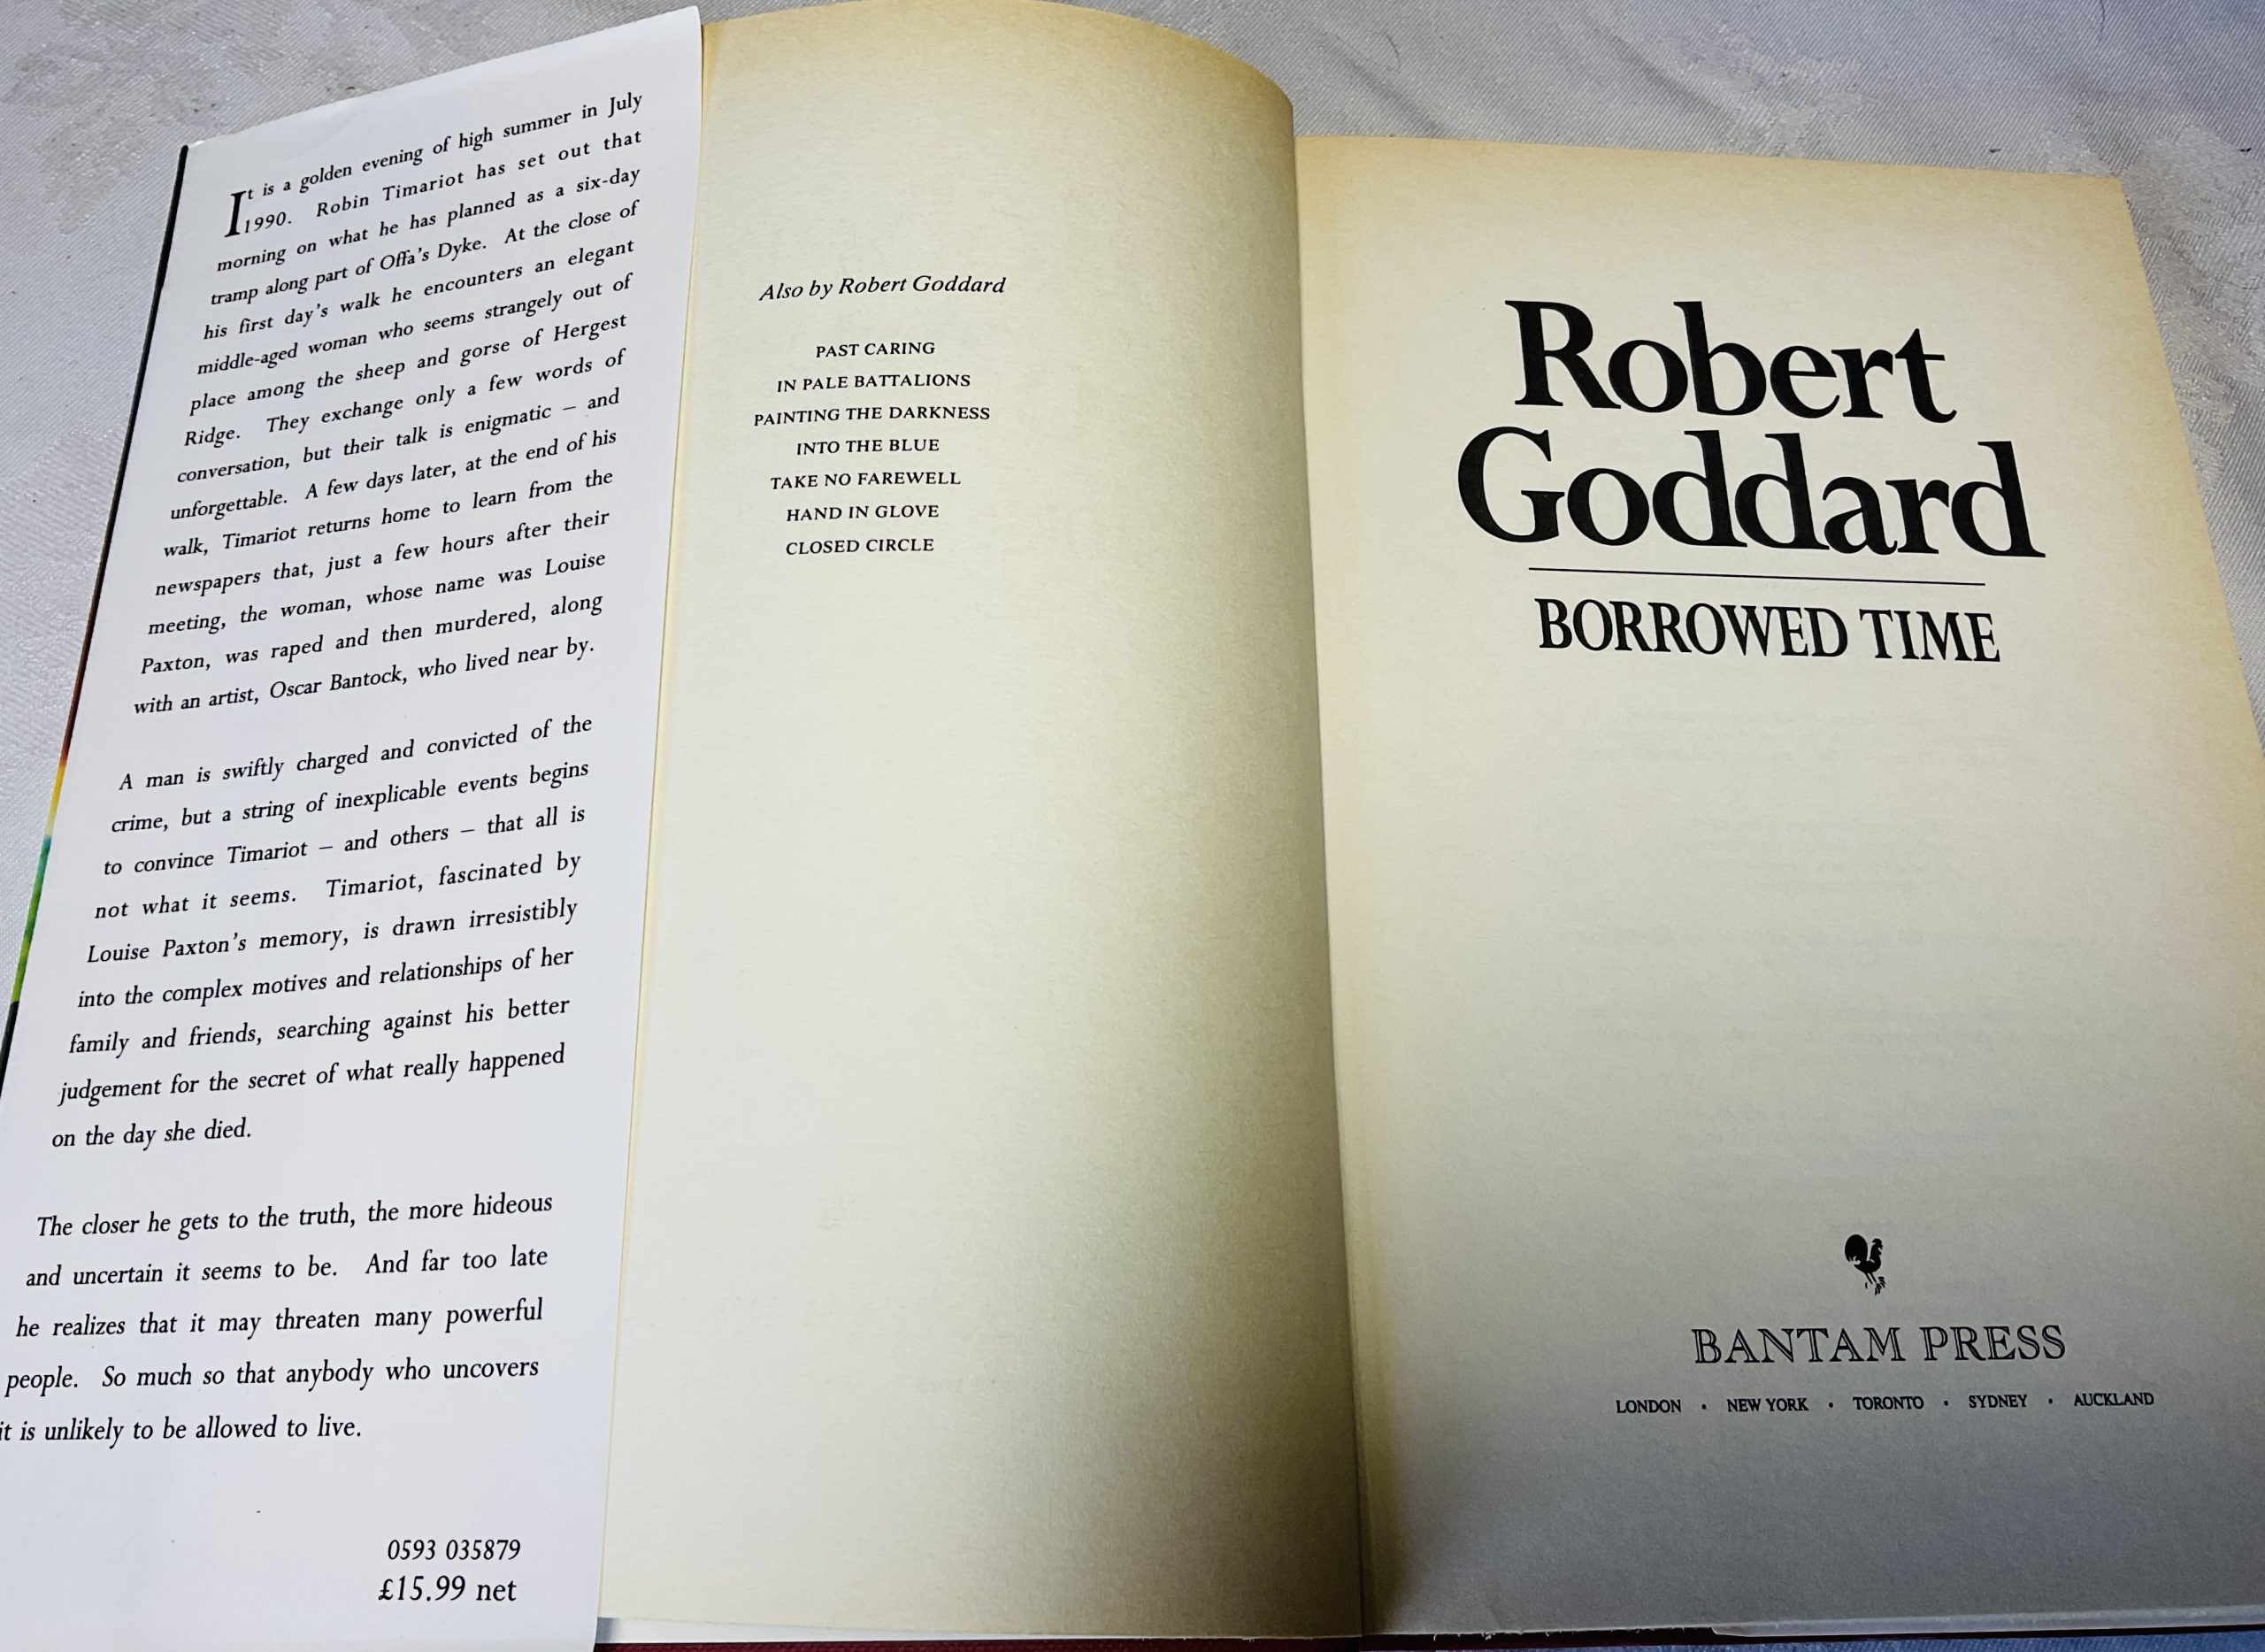 It is a golden evening of high summer in July
1990. Robin Timariot has set out that
morning on what he has planned as a six-day
tramp along part of Offa's Dyke. At the close of
his first day's walk he encounters an elegant
middle-aged woman who seems strangely out of
place among the sheep and gorse of Hergest
Ridge. They exchange only a few words of
conversation, but their talk is enigmatic – and
unforgettable. A few days later, at the end of his
walk, Timariot returns home to learn from the
newspapers that, just a few hours after their
meeting, the woman, whose name was Louise
Paxton, was raped and then murdered, along
with an artist, Oscar Bantock, who lived near by.
A man is swiftly charged and convicted of the
crime, but a string of inexplicable events begins
to convince Timariot – and others – that all is
not what it seems. Timariot, fascinated by
Louise Paxton's memory, is drawn irresistibly
into the complex motives and relationships of her
family and friends, searching against his better
judgement for the secret of what really happened
on the day she died.
The closer he gets to the truth, the more hideous
and uncertain it seems to be. And far too late
he realizes that it may threaten many powerful
people. So much so that anybody who uncovers
it is unlikely to be allowed to live.
0593 035879
£15.99 net
Also by Robert Goddard
PAST CARING
IN PALE BATTALIONS
PAINTING THE DARKNESS
INTO THE BLUE
TAKE NO FAREWELL
HAND IN GLOVE
CLOSED CIRCLE
Robert
Goddard
BORROWED TIME
BANTAM PRESS
LONDON • NEW YORK • TORONTO • SYDNEY • AUCKLAND